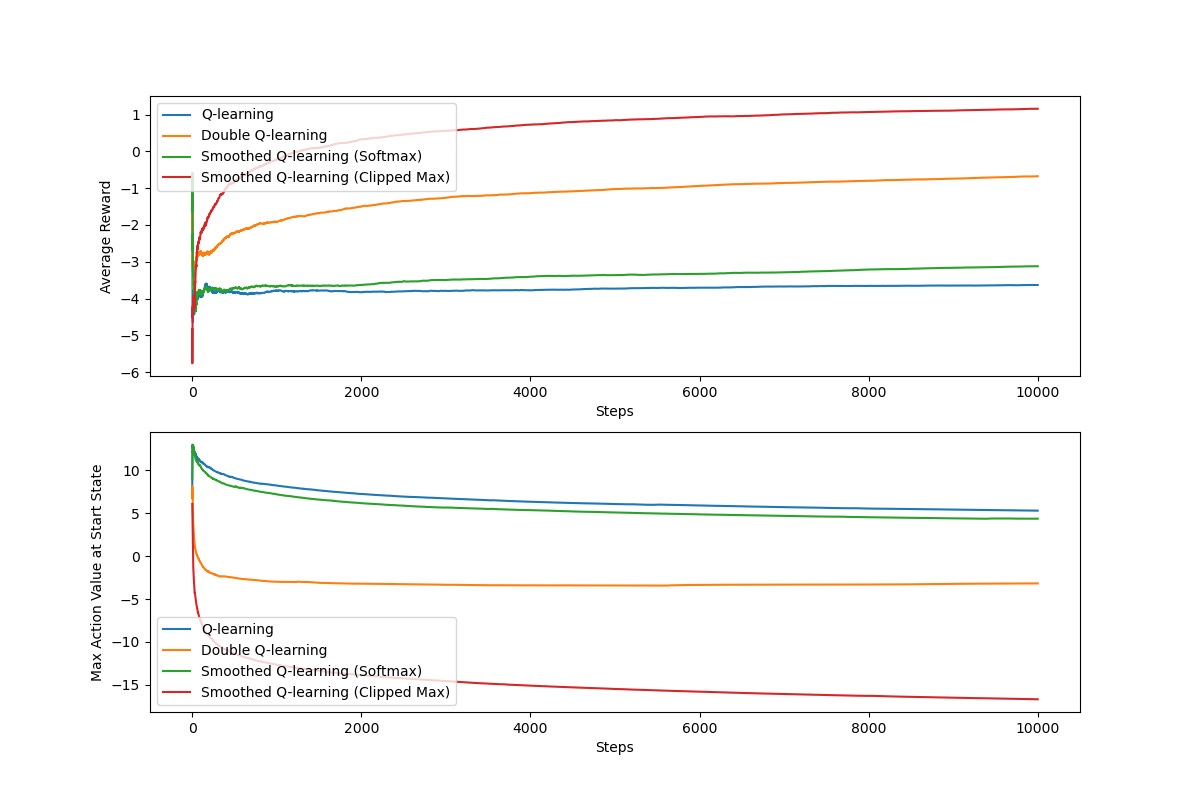 Average Reward
1
0
−1
−2
−3
−4
−5
−6
Q-learning
Double Q-learning
Smoothed Q-learning (Softmax)
Smoothed Q-learning (Clipped Max)
0 2000 4000 6000 8000 10000
Steps
Max Action Value at Start State
10
5
0
−5
−10
−15
Q-learning
Double Q-learning
Smoothed Q-learning (Softmax)
Smoothed Q-learning (Clipped Max)
0 2000 4000 6000 8000 10000
Steps